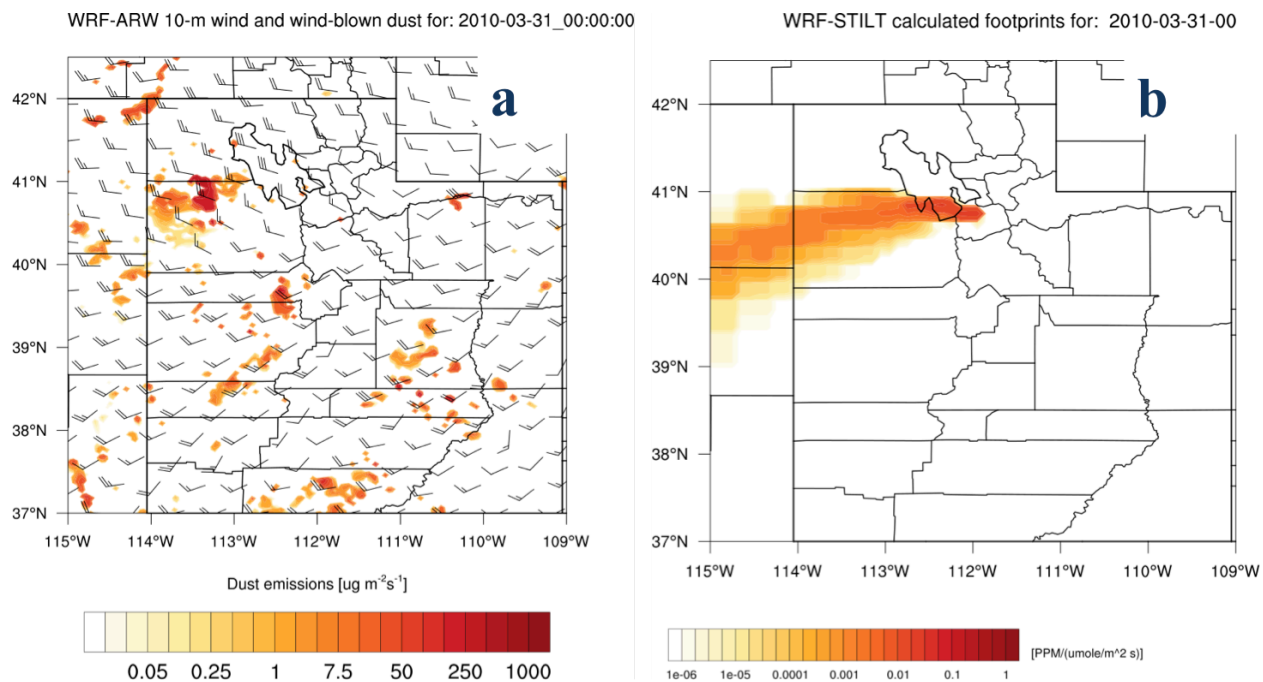 WRF-ARW 10-m wind and wind-blown dust for: 2010-03-31_00:00:00
a
42°N
41°N
40°N
39°N
38°N
37°N
115°W 114°W 113°W 112°W 111°W 110°W 109°W
Dust emissions [ug m⁻²s⁻¹]
0.05 0.25 1 7.5 50 250 1000
WRF-STILT calculated footprints for: 2010-03-31-00
b
42°N
41°N
40°N
39°N
38°N
37°N
115°W 114°W 113°W 112°W 111°W 110°W 109°W
[PPM/(umole/m^2 s)]
1e-06 1e-05 0.0001 0.001 0.01 0.1 1